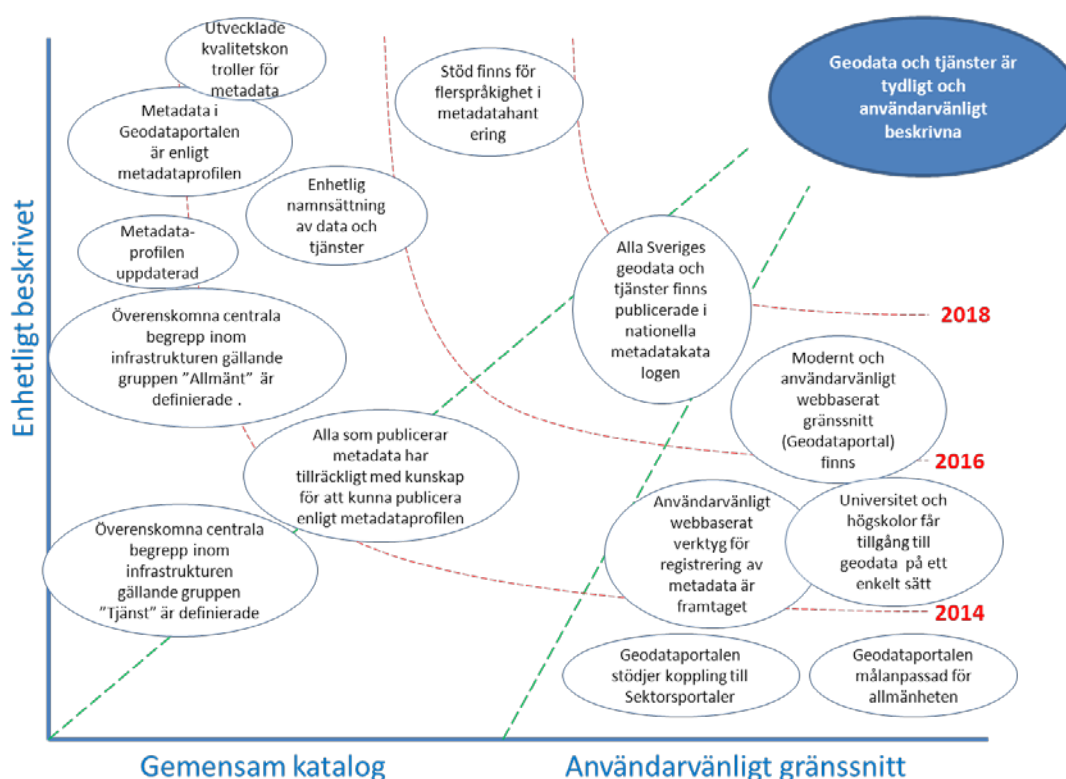 Utvecklade
kvalitetskon
troller för
metadata
Metadata i
Geodataportalen
är enligt
metadataprofilen
Stöd finns för
flerspråkighet i
metadatahant
ering
Geodata och tjänster är
tydligt och
användarvänligt
beskrivna
Enhetlig
namnsättning
av data och
tjänster
Metadata-
profilen
uppdaterad
Alla Sveriges
geodata och
tjänster finns
publicerade i
nationella
metadatakata
logen
Överenskomna centrala
begrepp inom
infrastrukturen gällande
gruppen ”Allmänt” är
definierade .
2018
Modernt och
användarvänligt
webbaserat
gränssnitt
(Geodataportal)
finns
Alla som publicerar
metadata har
tillräckligt med kunskap
för att kunna publicera
enligt metadataprofilen
2016
Överenskomna centrala
begrepp inom
infrastrukturen
gällande gruppen
”Tjänst” är definierade
Användarvänligt
webbaserat
verktyg för
registrering av
metadata är
framtaget
Universitet och
högskolor får
tillgång till
geodata på ett
enkelt sätt
2014
Geodataportalen
stödjer koppling till
Sektorsportaler
Geodataportalen
målanpassad för
allmänheten
Enhetligt beskrivet
Gemensam katalog
Användarvänligt gränssnitt